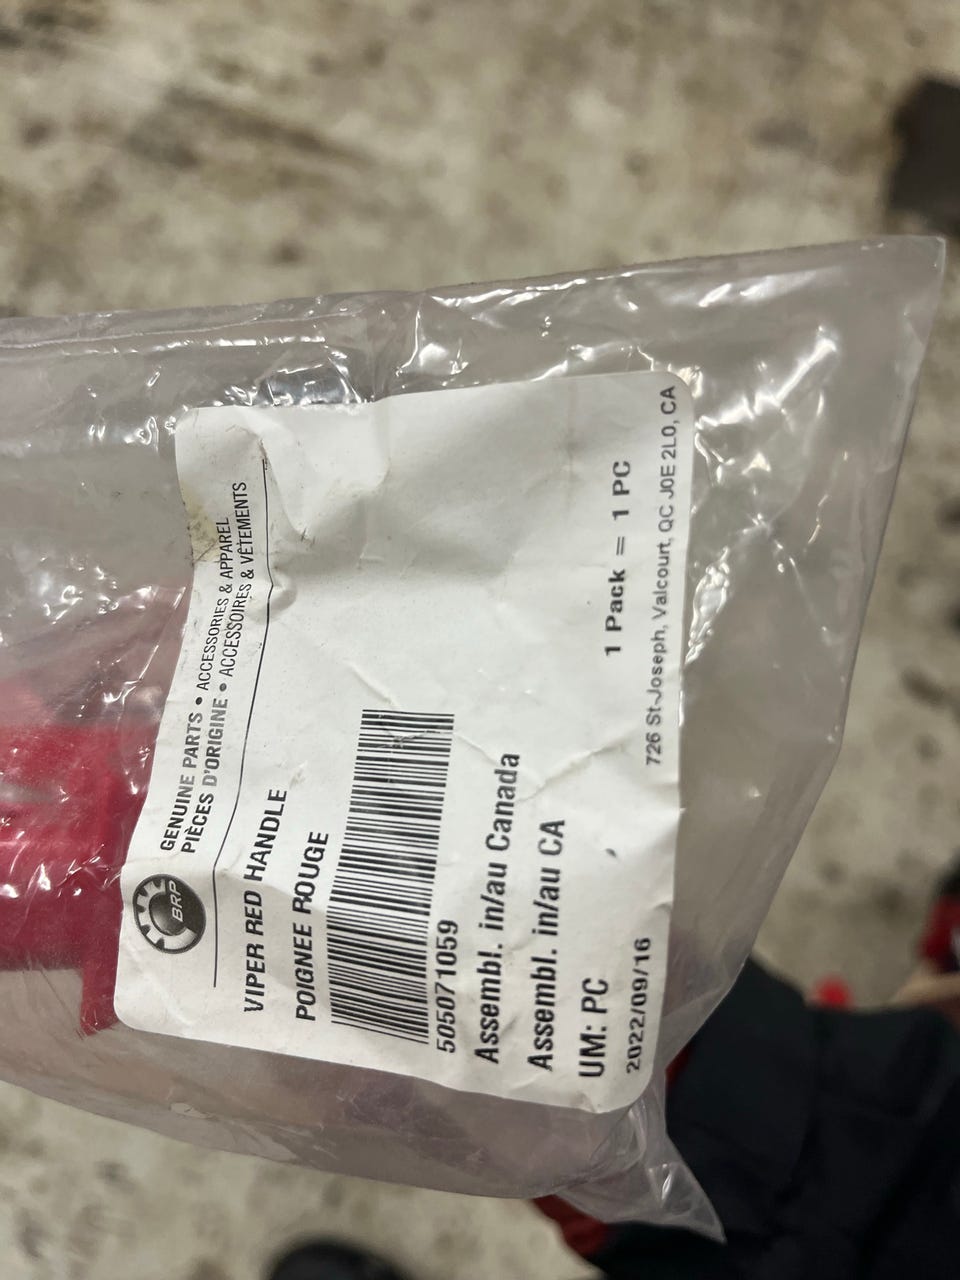 BRP
GENUINE PARTS • ACCESSORIES & APPAREL
PIÈCES D'ORIGINE • ACCESSOIRES & VÊTEMENTS
VIPER RED HANDLE
POIGNEE ROUGE
505071059
Assembl. in/au Canada
Assembl. in/au CA
UM: PC
1 Pack = 1 PC
2022/09/16
726 St-Joseph, Valcourt, QC J0E 2L0, CA